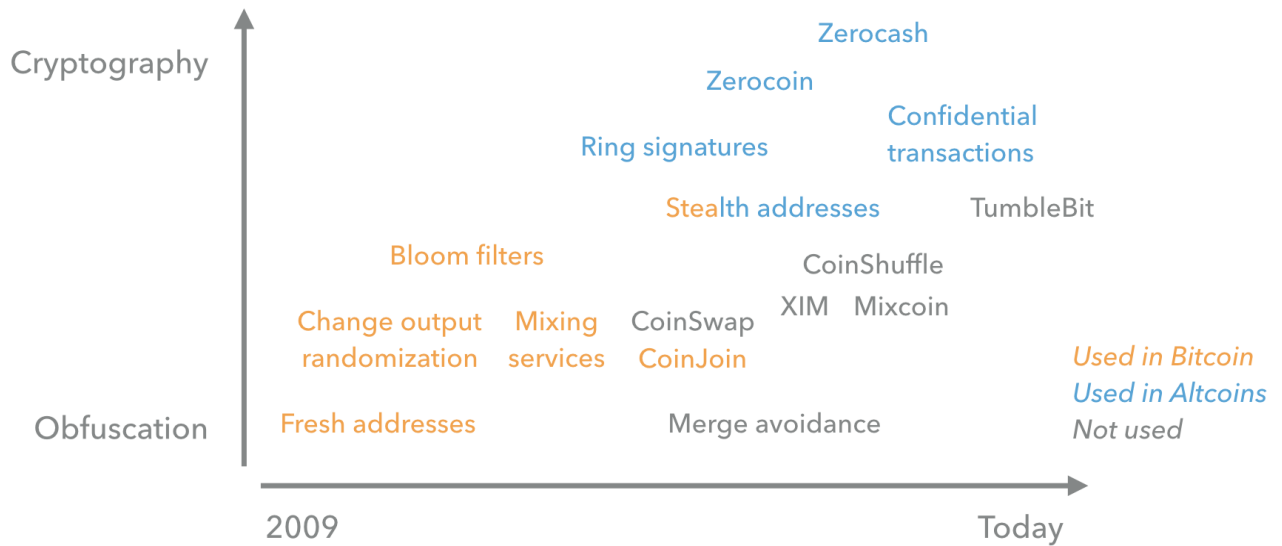 Zerocash
Cryptography
Zerocoin
Confidential
transactions
Ring signatures
Stealth addresses
TumbleBit
Bloom filters
CoinShuffle
XIM
Mixcoin
Change output
randomization
Mixing
services
CoinSwap
CoinJoin
Used in Bitcoin
Used in Altcoins
Not used
Obfuscation
Fresh addresses
Merge avoidance
2009
Today